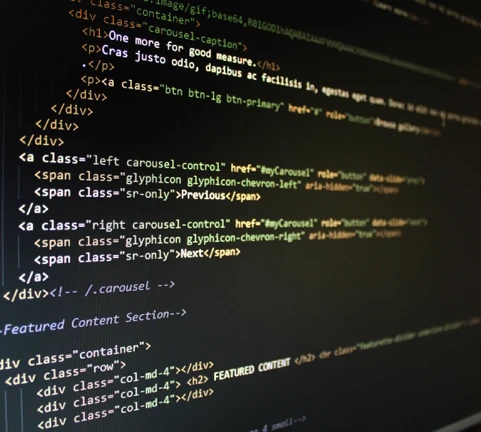 image/gif;base64,R0lGODlhAQABAIAAA
class="container">
<div class="carousel-caption">
<h1>One more for good measure.</h1>
<p>Cras justo odio, dapibus ac facilisis in, egestas eget quam.
.</p>
<p><a class="btn btn-lg btn-primary" href="#" role="button">Browse gallery
</div>
</div>
</div>
</div>
<a class="left carousel-control" href="#myCarousel" role="button" data-slide="prev">
<span class="glyphicon glyphicon-chevron-left" aria-hidden="true"></span>
<span class="sr-only">Previous</span>
</a>
<a class="right carousel-control" href="#myCarousel" role="button" data-slide="next">
<span class="glyphicon glyphicon-chevron-right" aria-hidden="true"></span>
<span class="sr-only">Next</span>
</a>
</div><!-- /.carousel -->
-Featured Content Section-->
div class="container">
<div class="row">
<div class="col-md-4"></div>
<div class="col-md-4"> <h2> FEATURED CONTENT </h2> <hr class=
<div class="col-md-4"></div>